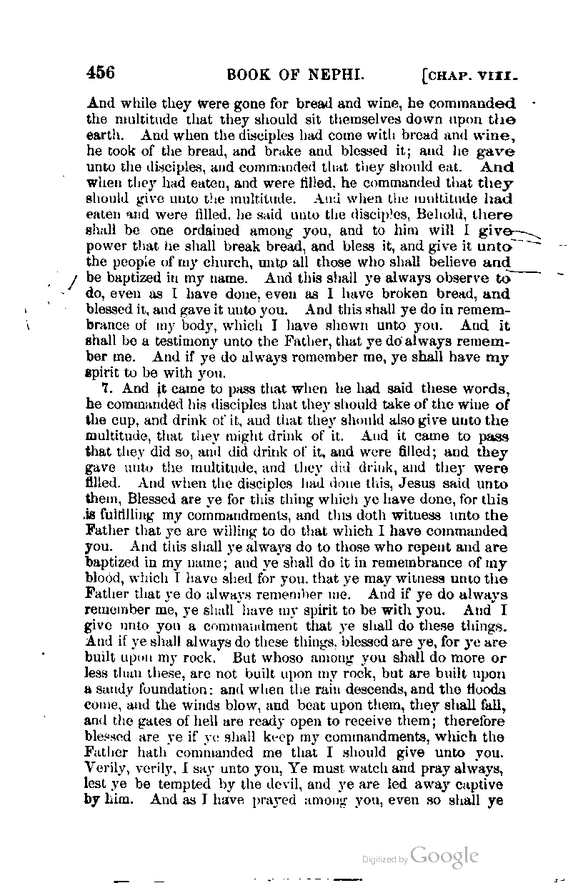 456 BOOK OF NEPHI. [CHAP. VIII.
And while they were gone for bread and wine, he commanded
the multitude that they should sit themselves down upon the
earth. And when the disciples had come with bread and wine,
he took of the bread, and brake and blessed it; and he gave
unto the disciples, and commanded that they should eat. And
when they had eaten, and were filled, he commanded that they
should give unto the multitude. And when the multitude had
eaten and were filled, he said unto the disciples, Behold, there
shall be one ordained among you, and to him will I give
power that he shall break bread, and bless it, and give it unto
the people of my church, unto all those who shall believe and
be baptized in my name. And this shall ye always observe to
do, even as I have done, even as I have broken bread, and
blessed it, and gave it unto you. And this shall ye do in remem-
brance of my body, which I have shown unto you. And it
shall be a testimony unto the Father, that ye do always remem-
ber me. And if ye do always remember me, ye shall have my
spirit to be with you.
7. And it came to pass that when he had said these words,
he commanded his disciples that they should take of the wine of
the cup, and drink of it, and that they should also give unto the
multitude, that they might drink of it. And it came to pass
that they did so, and did drink of it, and were filled; and they
gave unto the multitude, and they did drink, and they were
filled. And when the disciples had done this, Jesus said unto
them, Blessed are ye for this thing which ye have done, for this
is fulfilling my commandments, and this doth witness unto the
Father that ye are willing to do that which I have commanded
you. And this shall ye always do to those who repent and are
baptized in my name; and ye shall do it in remembrance of my
blood, which I have shed for you, that ye may witness unto the
Father that ye do always remember me. And if ye do always
remember me, ye shall have my spirit to be with you. And I
give unto you a commandment that ye shall do these things.
And if ye shall always do these things, blessed are ye, for ye are
built upon my rock. But whoso among you shall do more or
less than these, are not built upon my rock, but are built upon
a sandy foundation: and when the rain descends, and the floods
come, and the winds blow, and beat upon them, they shall fall,
and the gates of hell are ready open to receive them; therefore
blessed are ye if ye shall keep my commandments, which the
Father hath commanded me that I should give unto you.
Verily, verily, I say unto you, Ye must watch and pray always,
lest ye be tempted by the devil, and ye are led away captive
by him. And as I have prayed among you, even so shall ye
Digitized by Google